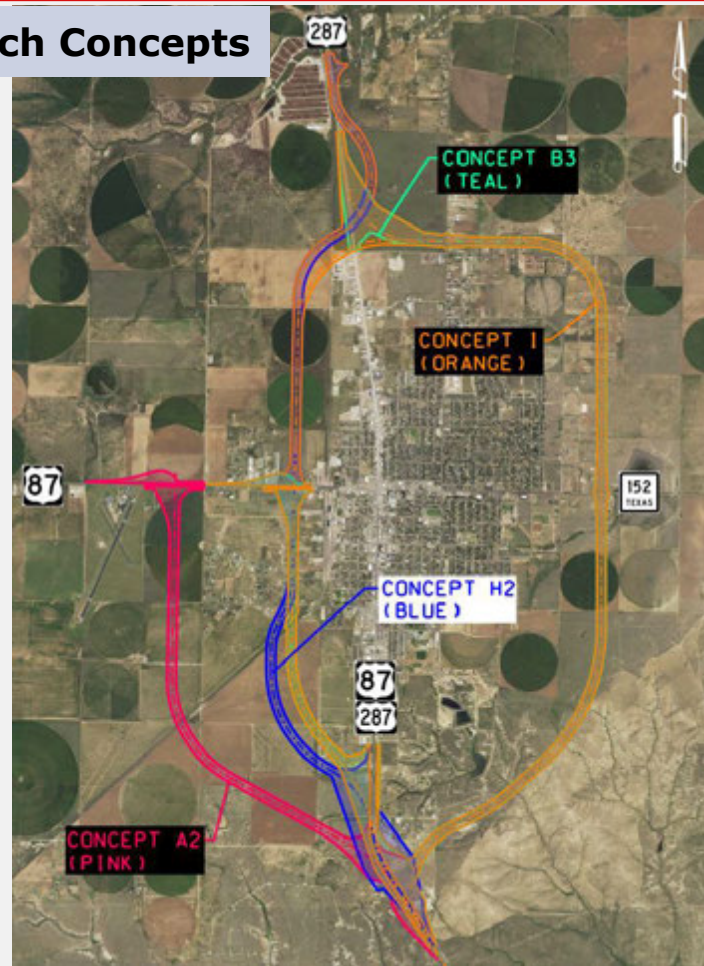 ch Concepts
287
N
CONCEPT B3
(TEAL)
CONCEPT I
(ORANGE)
87
152
TEXAS
CONCEPT H2
(BLUE)
87
287
CONCEPT A2
(PINK)